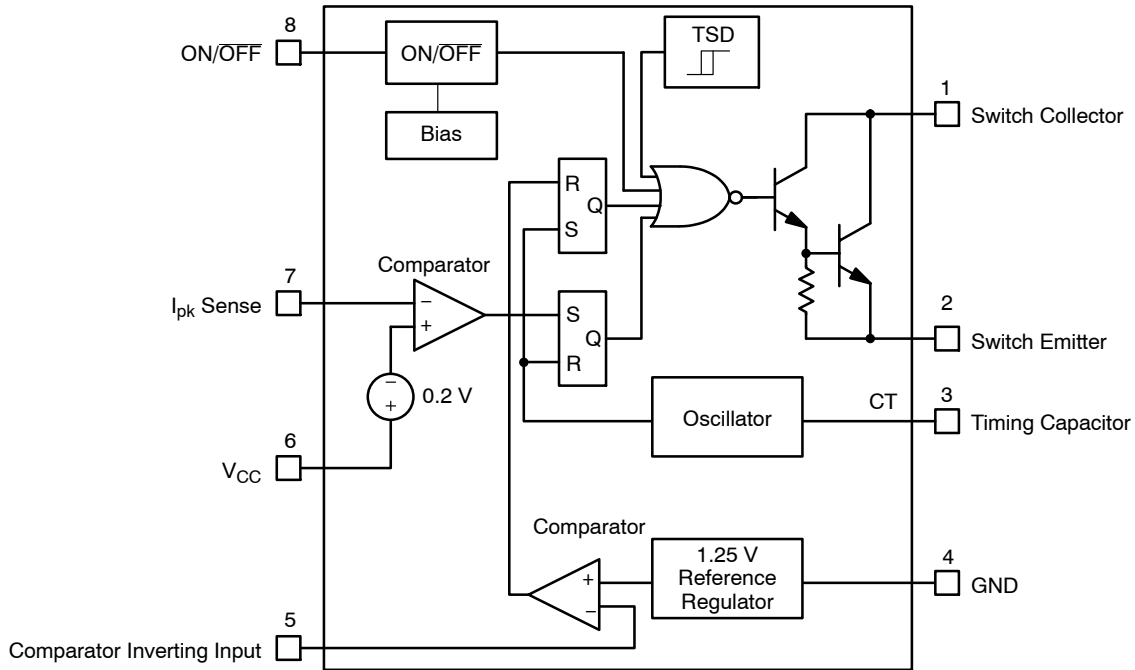 8
ON/OFF
ON/OFF
TSD
Bias
1
Switch Collector
R
Q
S
Comparator
7
Ipk Sense
−
+
S
Q
R
2
Switch Emitter
−
+
0.2 V
Oscillator
CT
3
Timing Capacitor
6
VCC
Comparator
+
−
1.25 V
Reference
Regulator
4
GND
5
Comparator Inverting Input